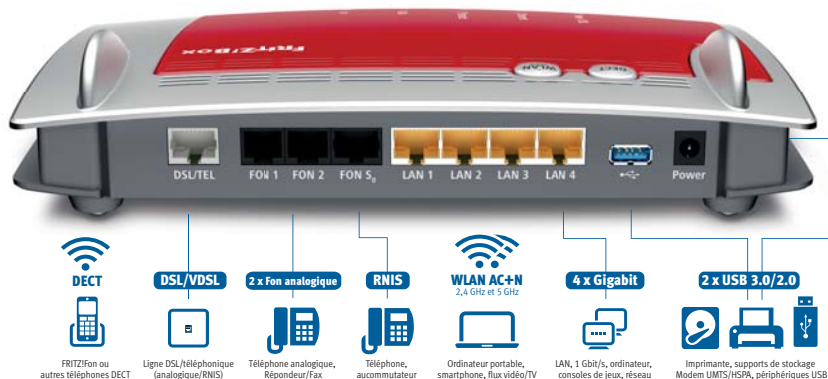 FRITZ!Box
WLAN
DECT
DSL/TEL
FON 1
FON 2
FON S0
LAN 1
LAN 2
LAN 3
LAN 4
Power
DECT
FRITZ!Fon ou
autres téléphones DECT
DSL/VDSL
Ligne DSL/téléphonique
(analogique/RNIS)
2 x Fon analogique
Téléphone analogique,
Répondeur/Fax
RNIS
Téléphone,
aucommutateur
WLAN AC+N
2,4 GHz et 5 GHz
Ordinateur portable,
smartphone, flux vidéo/TV
4 x Gigabit
LAN, 1 Gbit/s, ordinateur,
consoles de jeux, réseau
2 x USB 3.0/2.0
Imprimante, supports de stockage
Modem UMTS/HSPA, périphériques USB